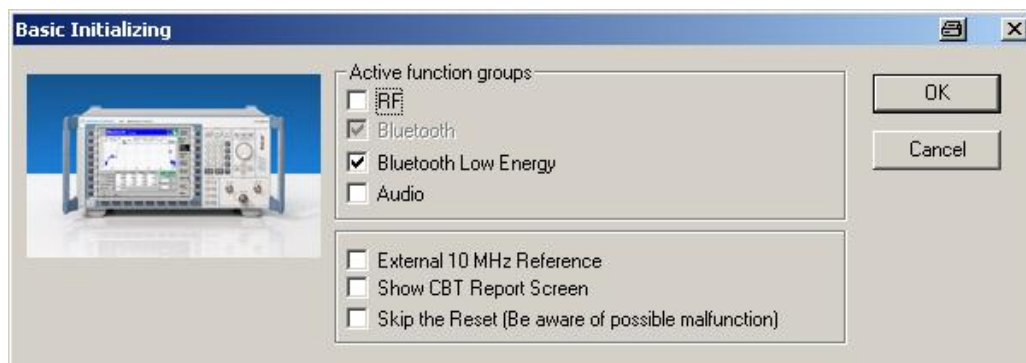 Basic Initializing
Active function groups
RF
Bluetooth
Bluetooth Low Energy
Audio
OK
Cancel
External 10 MHz Reference
Show CBT Report Screen
Skip the Reset (Be aware of possible malfunction)